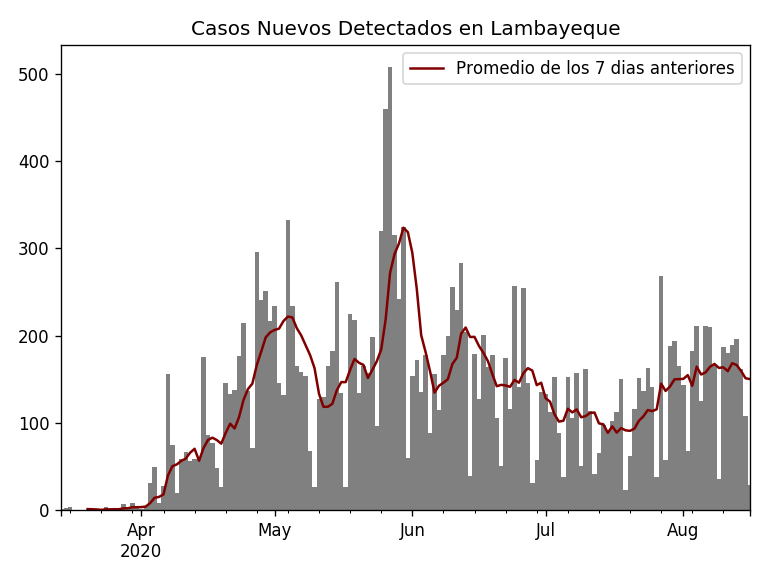 Casos Nuevos Detectados en Lambayeque
Promedio de los 7 dias anteriores
500
400
300
200
100
0
Apr May Jun Jul Aug
2020